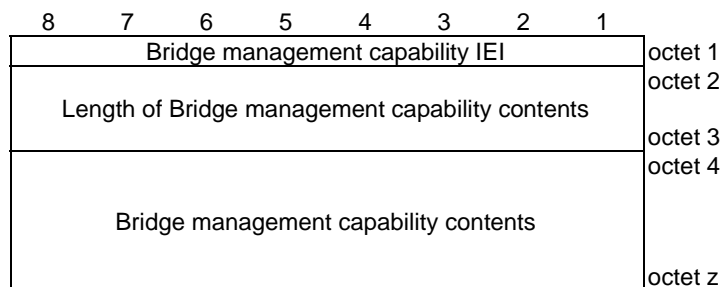 8 7 6 5 4 3 2 1
Bridge management capability IEI octet 1
octet 2
Length of Bridge management capability contents
octet 3
octet 4
Bridge management capability contents
octet z